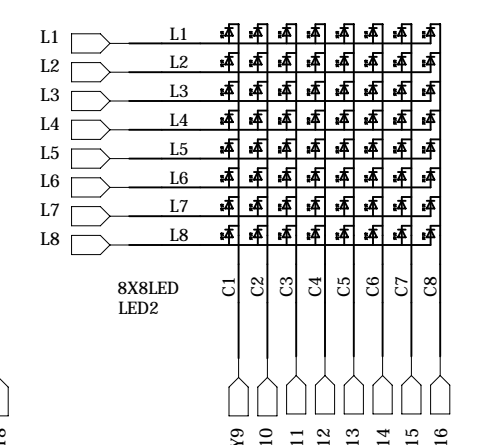 L1 L1
L2 L2
L3 L3
L4 L4
L5 L5
L6 L6
L7 L7
L8 L8
8X8LED
LED2
C1 C2 C3 C4 C5 C6 C7 C8
Y9 10 11 12 13 14 15 16